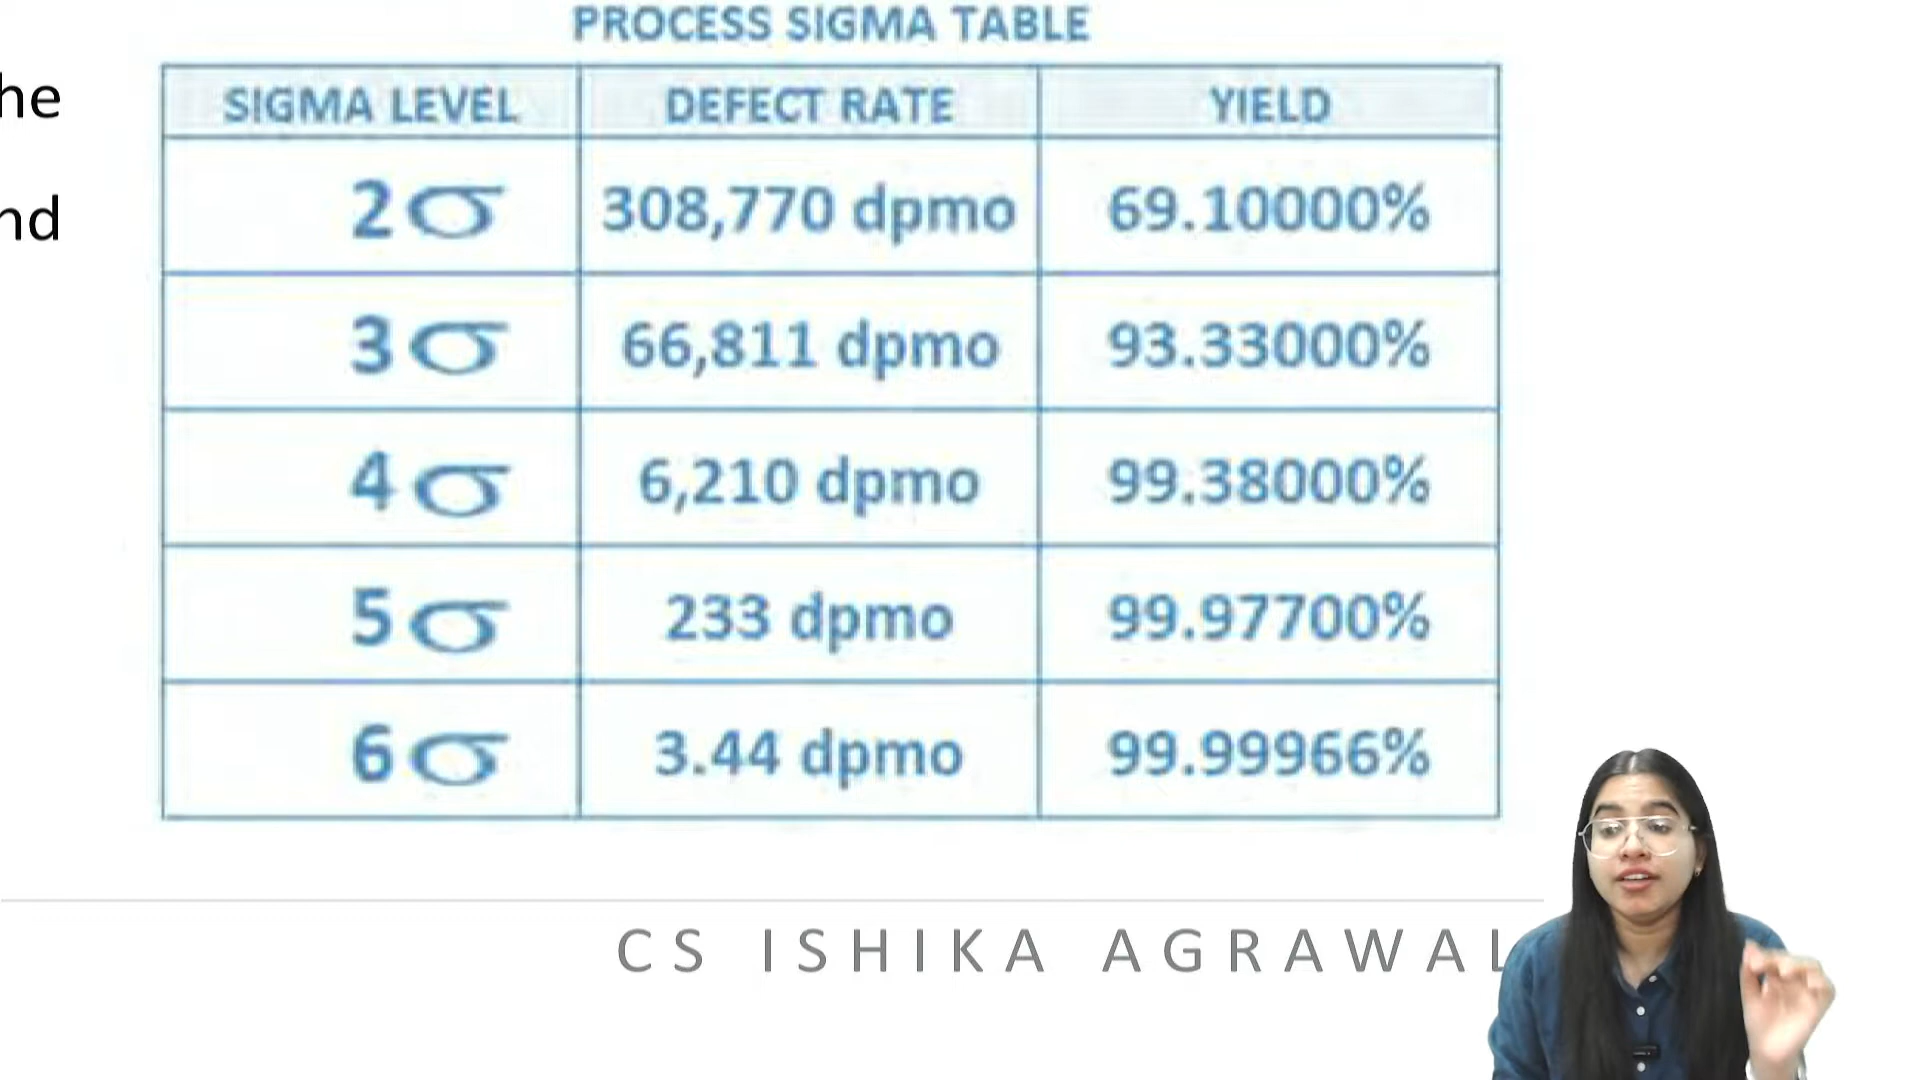 PROCESS SIGMA TABLE
he
nd
SIGMA LEVEL DEFECT RATE YIELD
2σ 308,770 dpmo 69.10000%
3σ 66,811 dpmo 93.33000%
4σ 6,210 dpmo 99.38000%
5σ 233 dpmo 99.97700%
6σ 3.44 dpmo 99.99966%
CS ISHIKA AGRAWAL